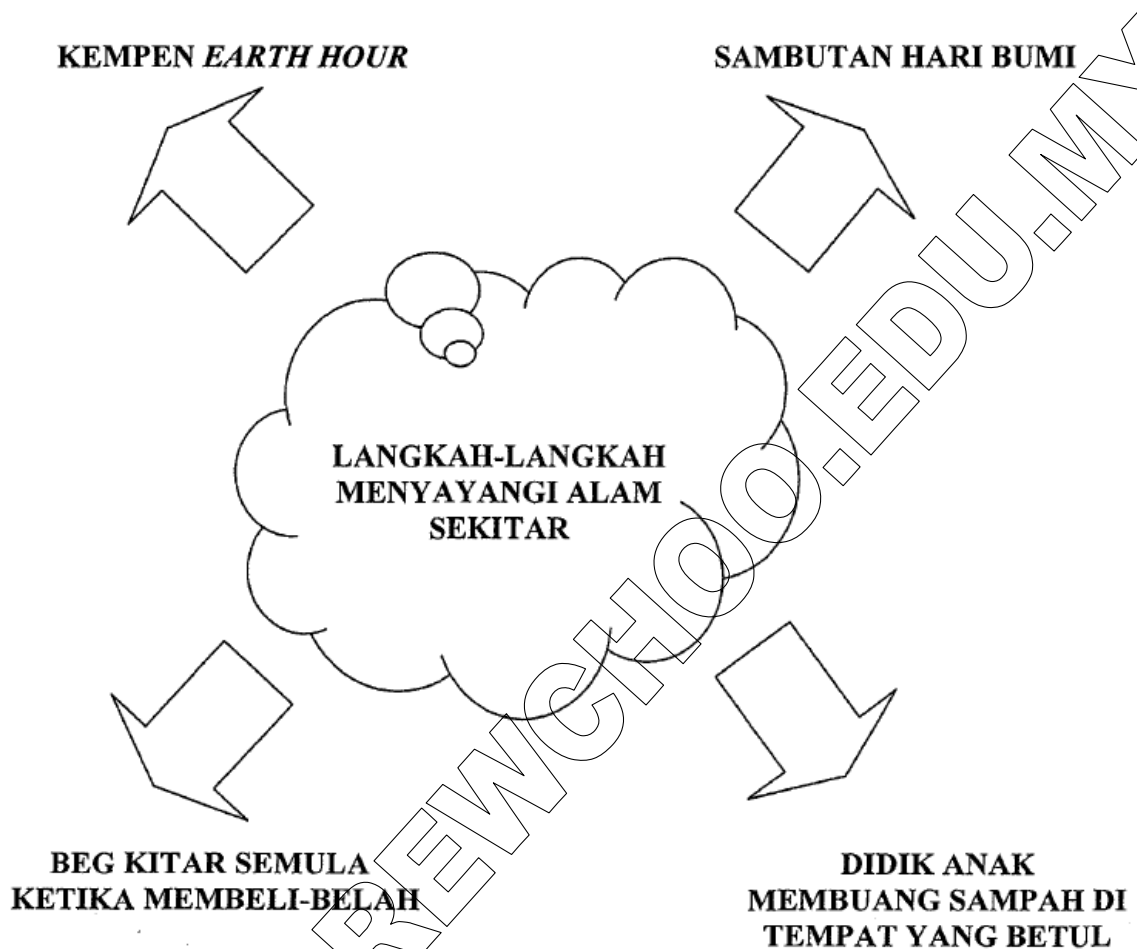 KEMPEN EARTH HOUR
SAMBUTAN HARI BUMI
LANGKAH-LANGKAH
MENYAYANGI ALAM
SEKITAR
BEG KITAR SEMULA
KETIKA MEMBELI-BELAH
DIDIK ANAK
MEMBUANG SAMPAH DI
TEMPAT YANG BETUL
REWCHOO.EDU.MY